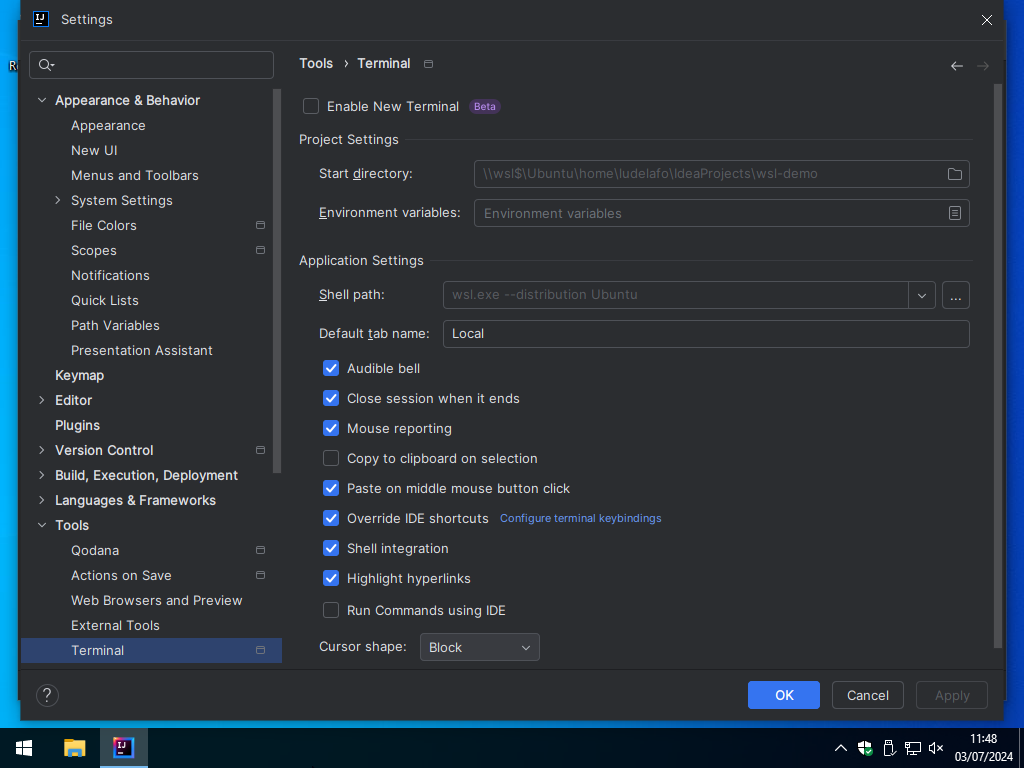 Settings
Tools › Terminal
Appearance & Behavior
Appearance
New UI
Menus and Toolbars
System Settings
File Colors
Scopes
Notifications
Quick Lists
Path Variables
Presentation Assistant
Keymap
Editor
Plugins
Version Control
Build, Execution, Deployment
Languages & Frameworks
Tools
Qodana
Actions on Save
Web Browsers and Preview
External Tools
Terminal
Enable New Terminal Beta
Project Settings
Start directory: \\wsl$\Ubuntu\home\ludelafo\IdeaProjects\wsl-demo
Environment variables: Environment variables
Application Settings
Shell path: wsl.exe --distribution Ubuntu ...
Default tab name: Local
Audible bell
Close session when it ends
Mouse reporting
Copy to clipboard on selection
Paste on middle mouse button click
Override IDE shortcuts Configure terminal keybindings
Shell integration
Highlight hyperlinks
Run Commands using IDE
Cursor shape: Block
? OK Cancel Apply
11:48
03/07/2024